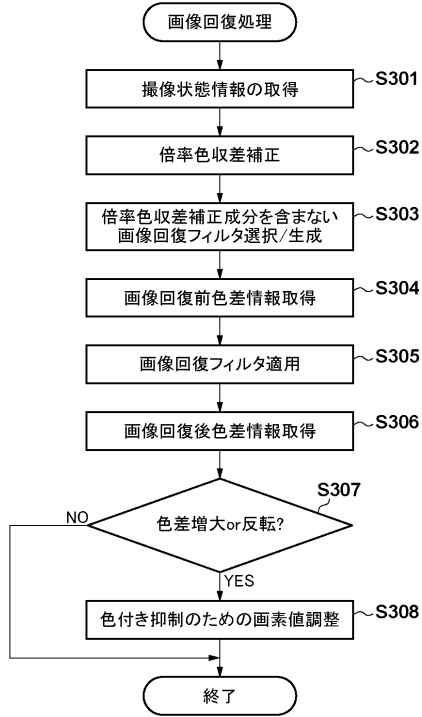 画像回復処理
撮像状態情報の取得
S301
倍率色収差補正
S302
倍率色収差補正成分を含まない
画像回復フィルタ選択/生成
S303
画像回復前色差情報取得
S304
画像回復フィルタ適用
S305
画像回復後色差情報取得
S306
色差増大or反転?
S307
NO
YES
色付き抑制のための画素値調整
S308
終了